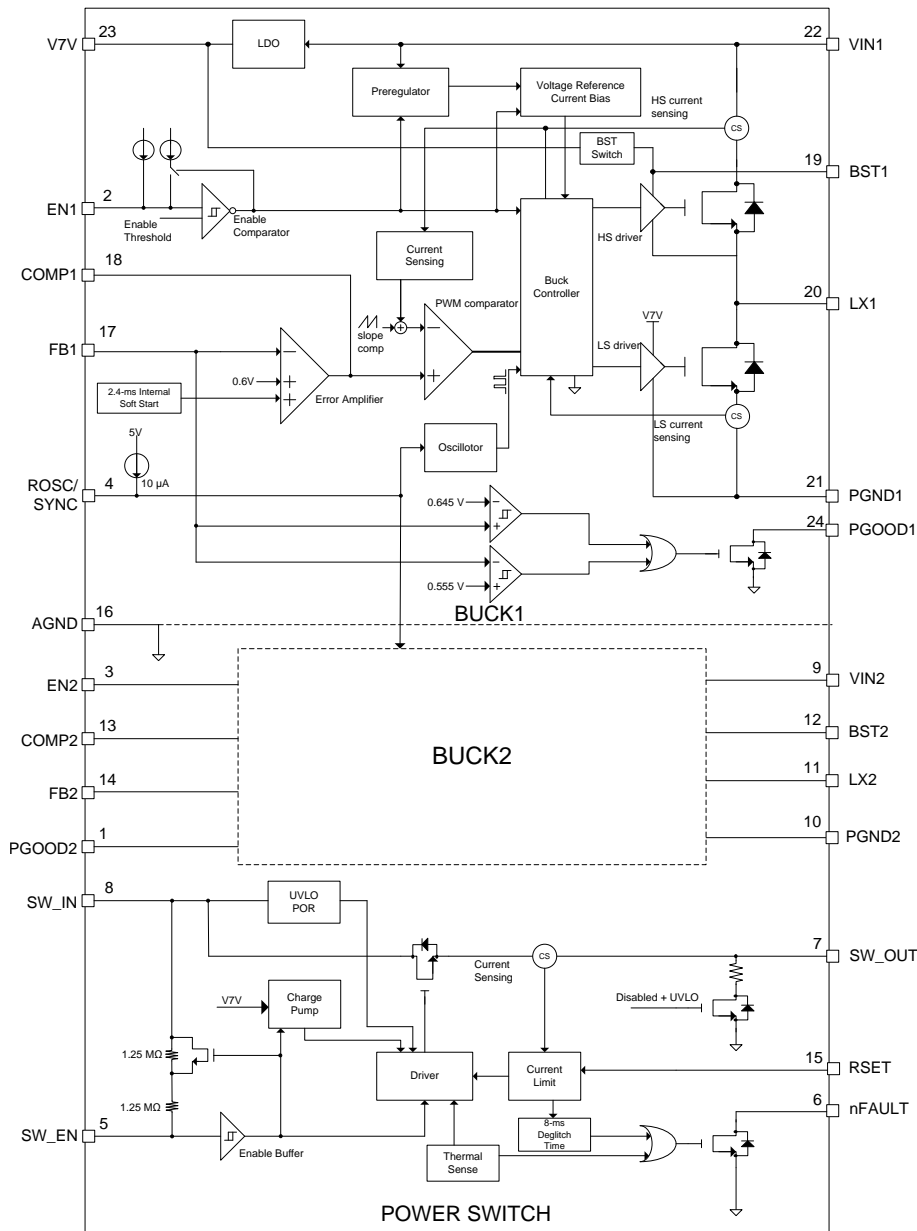 23
V7V
LDO
22
VIN1
Preregulator
Voltage Reference
Current Bias
HS current
sensing
CS
BST
Switch
19
BST1
2
EN1
Enable
Threshold
Enable
Comparator
HS driver
18
COMP1
Current
Sensing
Buck
Controller
20
LX1
PWM comparator
V7V
17
FB1
slope
comp
LS driver
0.6V
Error Amplifier
2.4-ms Internal
Soft Start
CS
LS current
sensing
5V
10 µA
Oscillotor
ROSC/
SYNC
4
21
PGND1
0.645 V
24
PGOOD1
0.555 V
BUCK1
16
AGND
3
EN2
9
VIN2
13
COMP2
12
BST2
BUCK2
14
FB2
11
LX2
1
PGOOD2
10
PGND2
8
SW_IN
UVLO
POR
7
SW_OUT
Current
Sensing
CS
V7V
Charge
Pump
Disabled + UVLO
1.25 MΩ
Driver
Current
Limit
15
RSET
1.25 MΩ
6
nFAULT
5
SW_EN
Enable Buffer
8-ms
Deglitch
Time
Thermal
Sense
POWER SWITCH